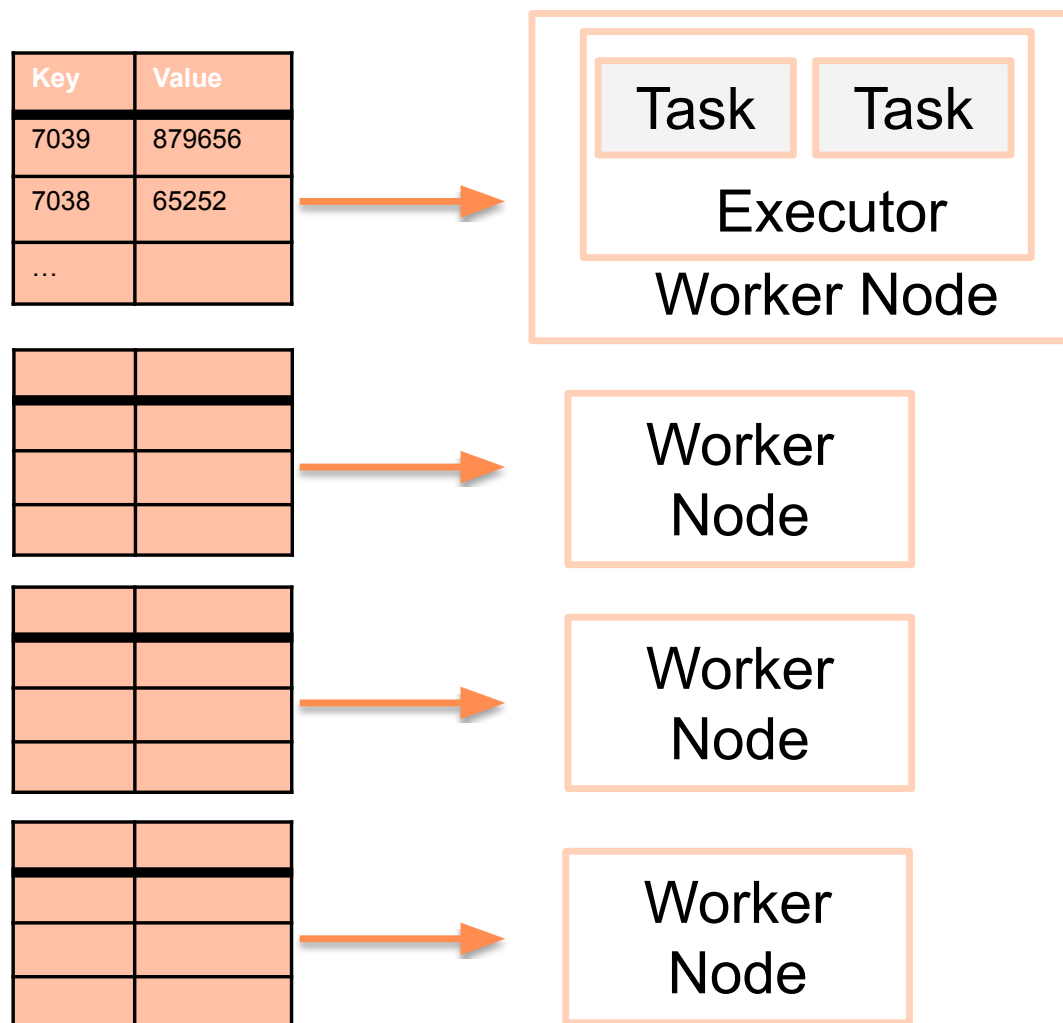 Key Value
7039 879656
7038 65252
…
Task Task
Executor
Worker Node
Worker
Node
Worker
Node
Worker
Node